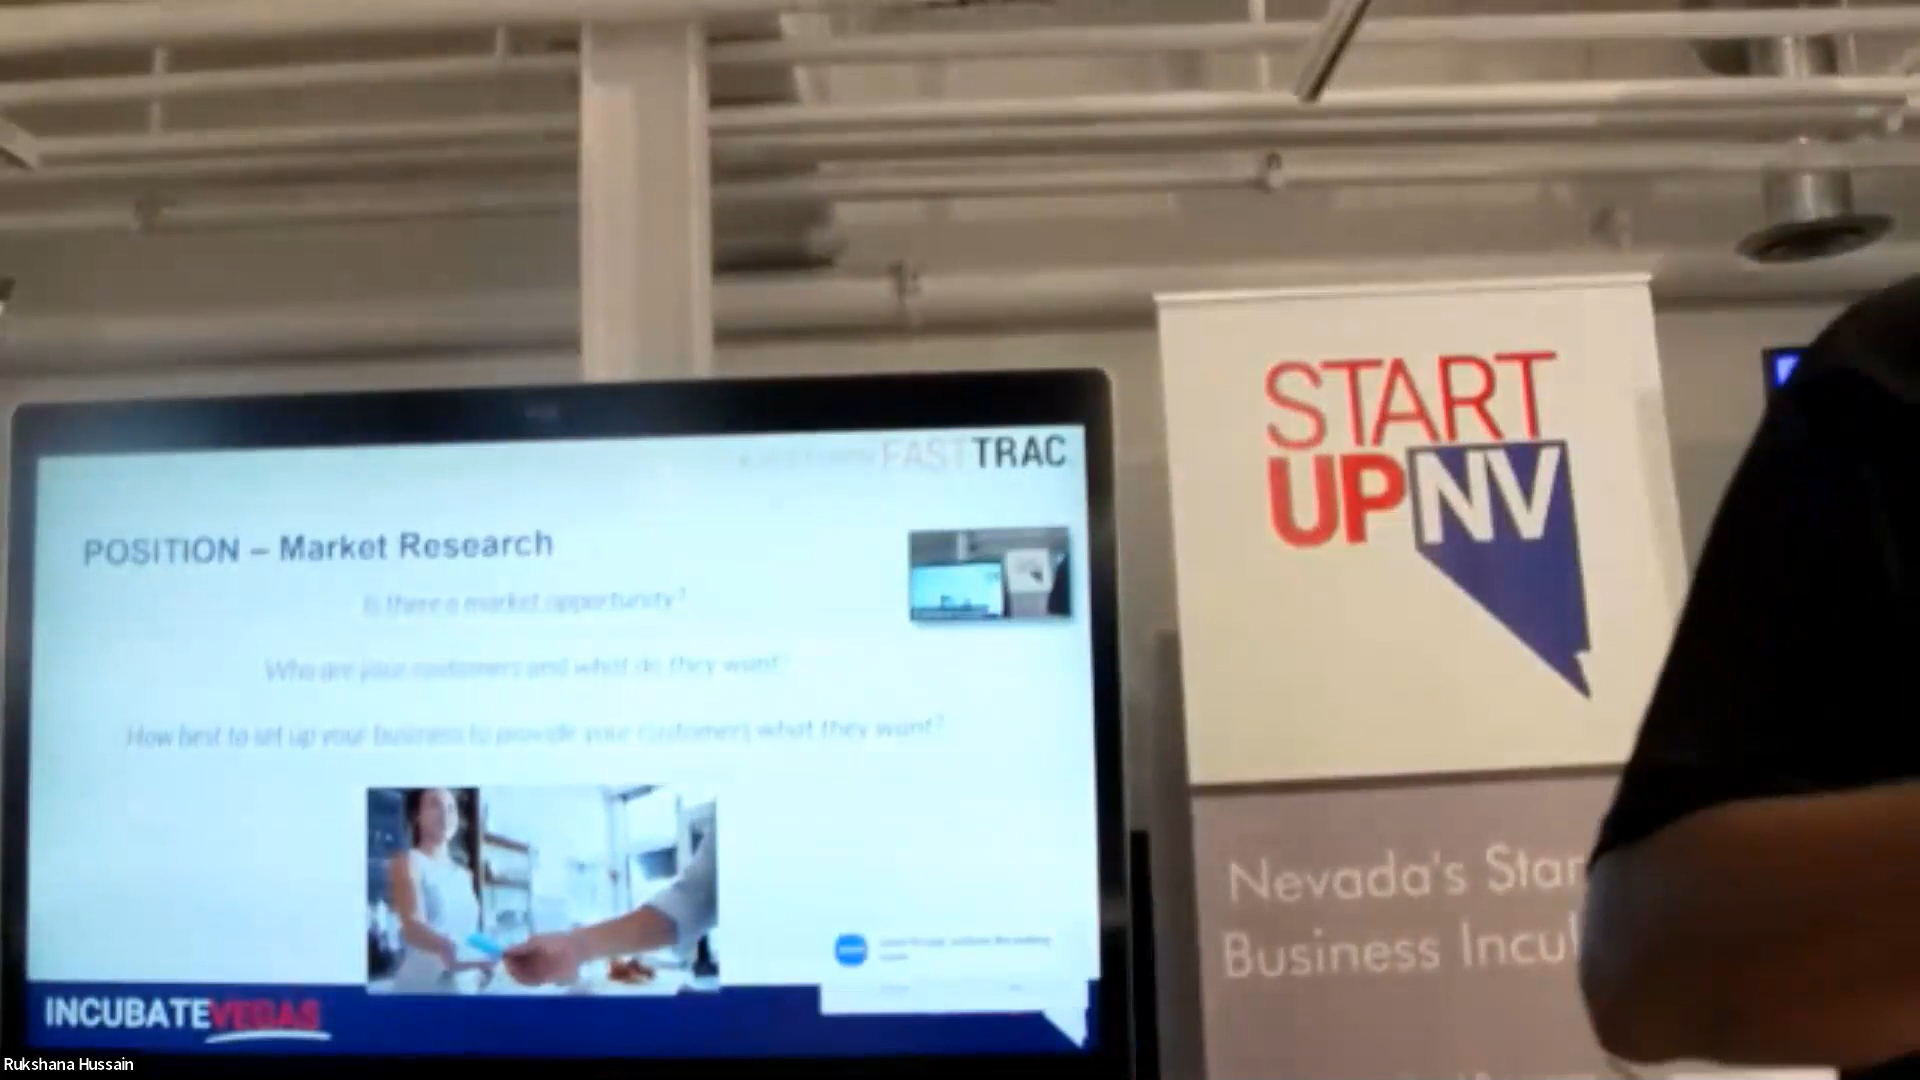 FASTTRAC
POSITION – Market Research
Is there a market opportunity?
Who are your customers and what do they want?
How best to set up your business to provide your customers what they want?
INCUBATEVEGAS
START
UPNV
Nevada's Star
Business Incu
Rukshana Hussain